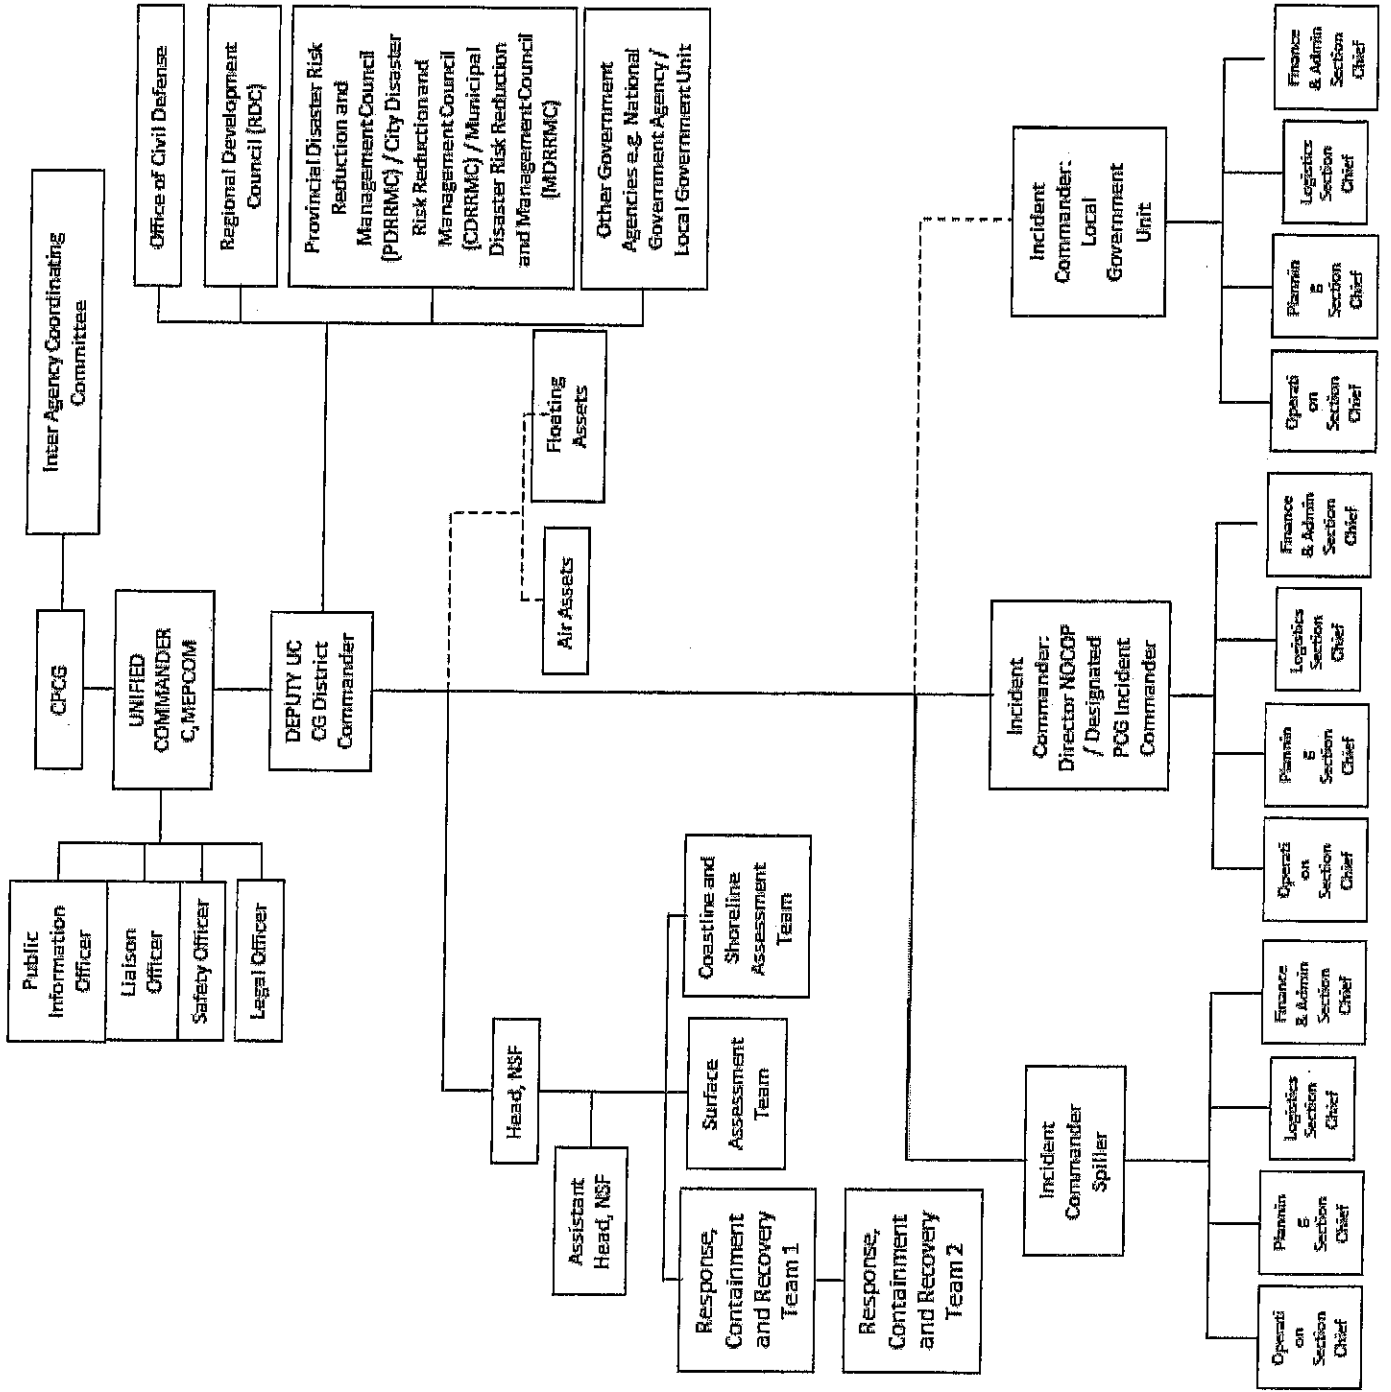 Inter Agency Coordinating
Committee
CPCG
Public
Information
Officer
Liaison
Officer
Safety Officer
Legal Officer
UNIFIED
COMMANDER
C, MEPCOM
DEPUTY UC
CG District
Commander
Office of Civil Defense
Regional Development
Council (RDC)
Provincial Disaster Risk
Reduction and
Management Council
(PDRRMC) / City Disaster
Risk Reduction and
Management Council
(CDRRMC) / Municipal
Disaster Risk Reduction
and Management Council
(MDRRMC)
Other Government
Agencies e.g. National
Government Agency /
Local Government Unit
Head, NSF
Assistant
Head, NSF
Air Assets
Floating
Assets
Response,
Containment
and Recovery
Team 1
Surface
Assessment
Team
Coastline and
Shoreline
Assessment
Team
Response,
Containment
and Recovery
Team 2
Incident
Commander
Spiller
Incident
Commander:
Director NOCOP
/ Designated
PCG Incident
Commander
Incident
Commander:
Local
Government
Unit
Operati
on
Section
Chief
Plannin
g
Section
Chief
Logistics
Section
Chief
Finance
& Admin
Section
Chief
Operati
on
Section
Chief
Plannin
g
Section
Chief
Logistics
Section
Chief
Finance
& Admin
Section
Chief
Operati
on
Section
Chief
Plannin
g
Section
Chief
Logistics
Section
Chief
Finance
& Admin
Section
Chief